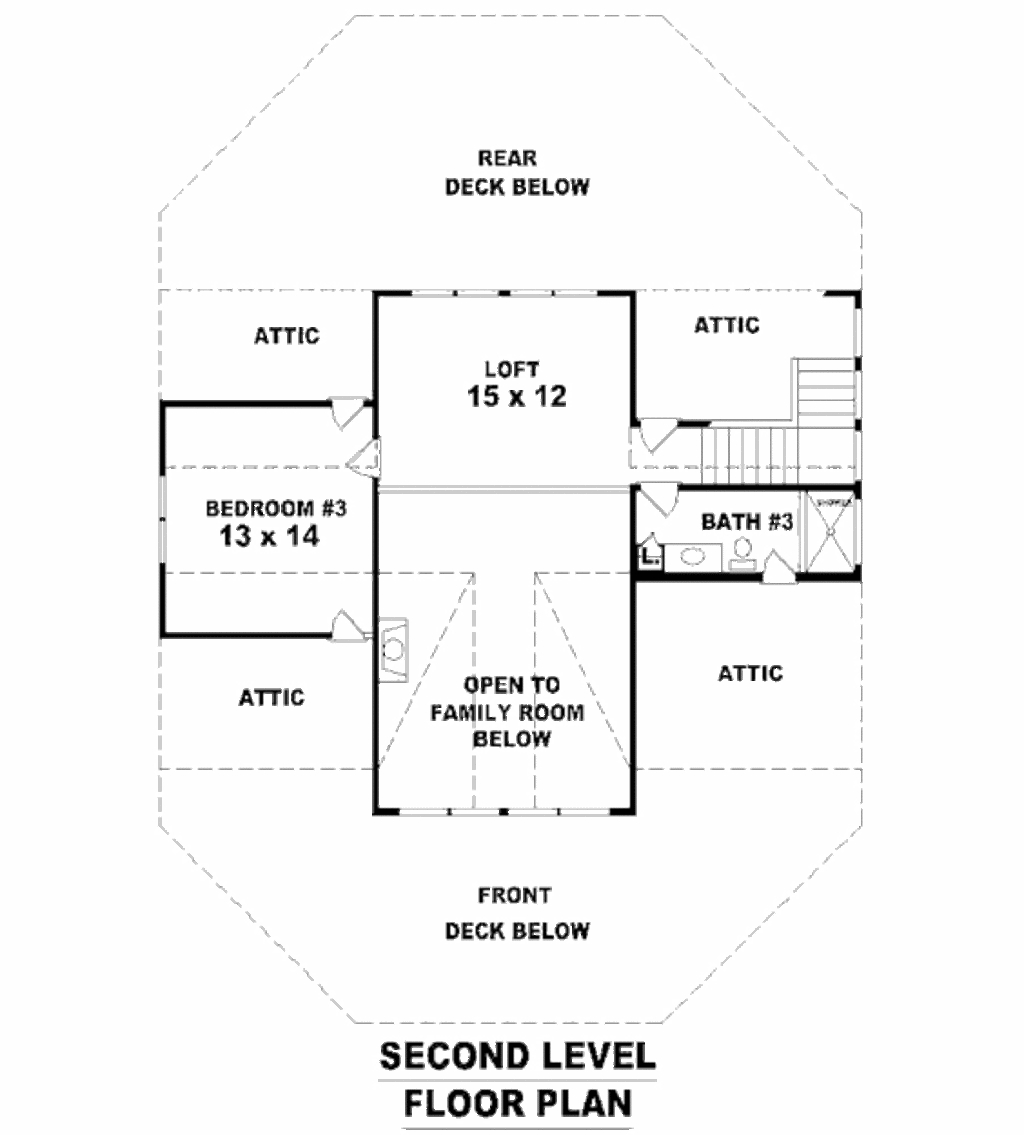 REAR
DECK BELOW
ATTIC
ATTIC
LOFT
15 x 12
BEDROOM #3
13 x 14
SHOWER
BATH #3
L.
ATTIC
ATTIC
OPEN TO
FAMILY ROOM
BELOW
FRONT
DECK BELOW
SECOND LEVEL
FLOOR PLAN